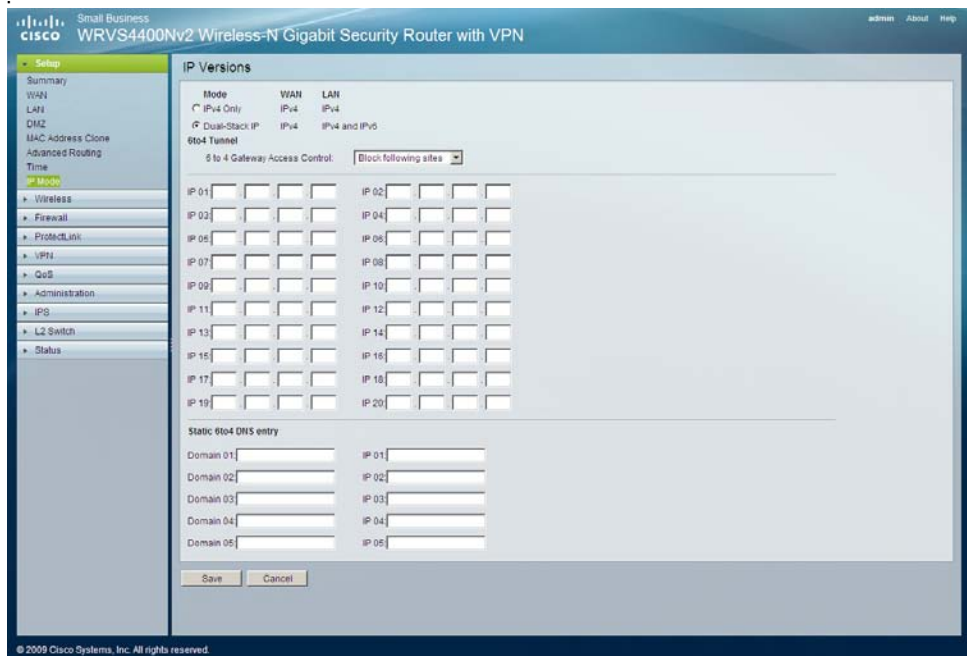 Small Business
CISCO WRVS4400Nv2 Wireless-N Gigabit Security Router with VPN
admin About Help
Setup
Summary
WAN
LAN
DMZ
MAC Address Clone
Advanced Routing
Time
IP Mode
Wireless
Firewall
ProtectLink
VPN
QoS
Administration
IPS
L2 Switch
Status
IP Versions
Mode WAN LAN
IPv4 Only IPv4 IPv4
Dual-Stack IP IPv4 IPv4 and IPv6
6to4 Tunnel
6 to 4 Gateway Access Control: Block following sites
IP 01: . . . IP 02: . . .
IP 03: . . . IP 04: . . .
IP 05: . . . IP 06: . . .
IP 07: . . . IP 08: . . .
IP 09: . . . IP 10: . . .
IP 11: . . . IP 12: . . .
IP 13: . . . IP 14: . . .
IP 15: . . . IP 16: . . .
IP 17: . . . IP 18: . . .
IP 19: . . . IP 20: . . .
Static 6to4 DNS entry
Domain 01: IP 01:
Domain 02: IP 02:
Domain 03: IP 03:
Domain 04: IP 04:
Domain 05: IP 05:
Save Cancel
© 2009 Cisco Systems, Inc. All rights reserved.